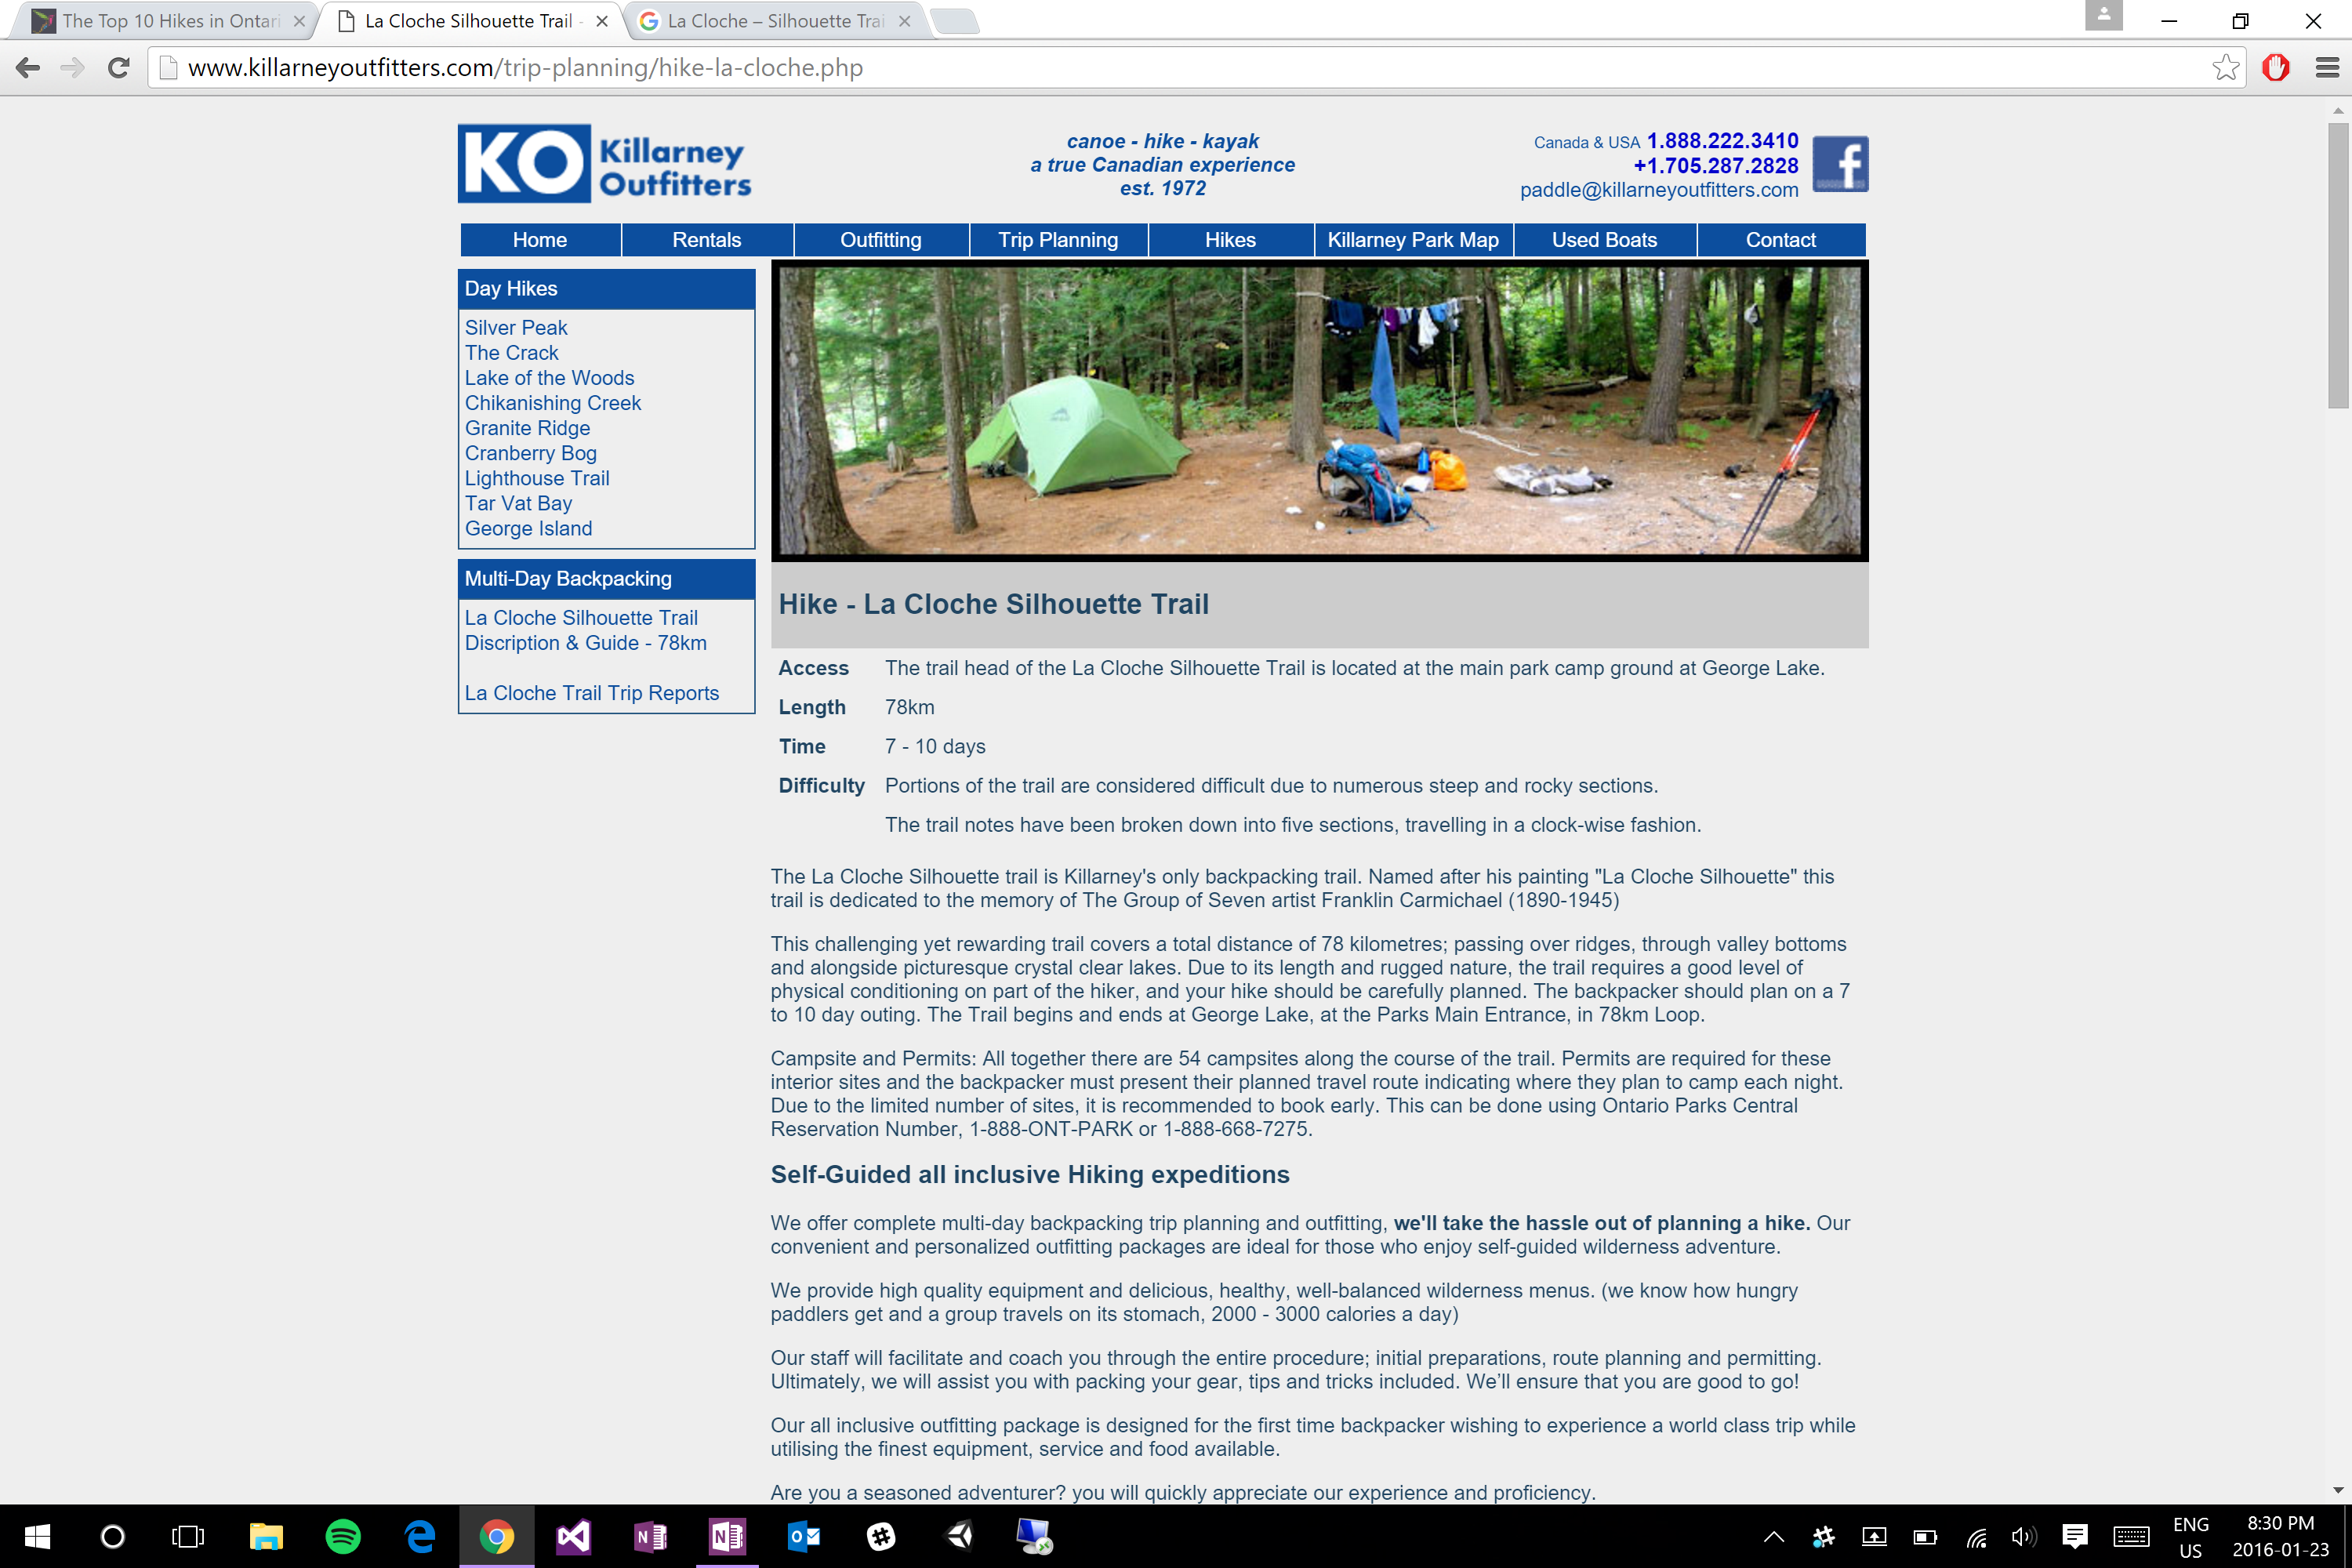 The Top 10 Hikes in Ontari
La Cloche Silhouette Trail -
La Cloche – Silhouette Trai
www.killarneyoutfitters.com/trip-planning/hike-la-cloche.php
KO Killarney Outfitters
canoe - hike - kayak
a true Canadian experience
est. 1972
Canada & USA 1.888.222.3410
+1.705.287.2828
paddle@killarneyoutfitters.com
f
Home Rentals Outfitting Trip Planning Hikes Killarney Park Map Used Boats Contact
Day Hikes
Silver Peak
The Crack
Lake of the Woods
Chikanishing Creek
Granite Ridge
Cranberry Bog
Lighthouse Trail
Tar Vat Bay
George Island
Multi-Day Backpacking
La Cloche Silhouette Trail
Discription & Guide - 78km
La Cloche Trail Trip Reports
Hike - La Cloche Silhouette Trail
Access The trail head of the La Cloche Silhouette Trail is located at the main park camp ground at George Lake.
Length 78km
Time 7 - 10 days
Difficulty Portions of the trail are considered difficult due to numerous steep and rocky sections.
The trail notes have been broken down into five sections, travelling in a clock-wise fashion.
The La Cloche Silhouette trail is Killarney's only backpacking trail. Named after his painting "La Cloche Silhouette" this
trail is dedicated to the memory of The Group of Seven artist Franklin Carmichael (1890-1945)
This challenging yet rewarding trail covers a total distance of 78 kilometres; passing over ridges, through valley bottoms
and alongside picturesque crystal clear lakes. Due to its length and rugged nature, the trail requires a good level of
physical conditioning on part of the hiker, and your hike should be carefully planned. The backpacker should plan on a 7
to 10 day outing. The Trail begins and ends at George Lake, at the Parks Main Entrance, in 78km Loop.
Campsite and Permits: All together there are 54 campsites along the course of the trail. Permits are required for these
interior sites and the backpacker must present their planned travel route indicating where they plan to camp each night.
Due to the limited number of sites, it is recommended to book early. This can be done using Ontario Parks Central
Reservation Number, 1-888-ONT-PARK or 1-888-668-7275.
Self-Guided all inclusive Hiking expeditions
We offer complete multi-day backpacking trip planning and outfitting, we'll take the hassle out of planning a hike. Our
convenient and personalized outfitting packages are ideal for those who enjoy self-guided wilderness adventure.
We provide high quality equipment and delicious, healthy, well-balanced wilderness menus. (we know how hungry
paddlers get and a group travels on its stomach, 2000 - 3000 calories a day)
Our staff will facilitate and coach you through the entire procedure; initial preparations, route planning and permitting.
Ultimately, we will assist you with packing your gear, tips and tricks included. We’ll ensure that you are good to go!
Our all inclusive outfitting package is designed for the first time backpacker wishing to experience a world class trip while
utilising the finest equipment, service and food available.
Are you a seasoned adventurer? you will quickly appreciate our experience and proficiency.
ENG
US
8:30 PM
2016-01-23